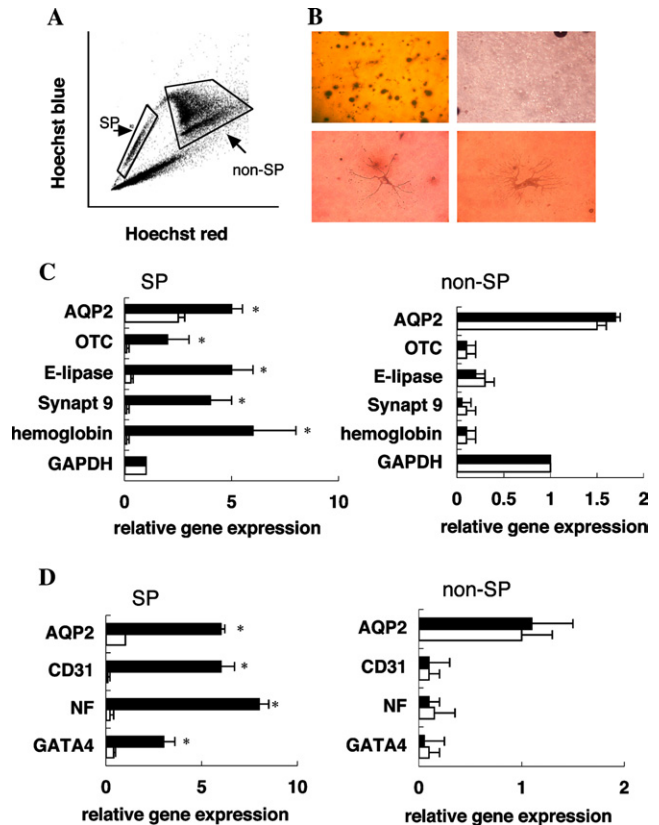 A
B
Hoechst blue
SP
non-SP
Hoechst red
C
SP
non-SP
AQP2
*
OTC
*
E-lipase
*
Synapt 9
*
hemoglobin
*
GAPDH
0
5
10
relative gene expression
AQP2
OTC
E-lipase
Synapt 9
hemoglobin
GAPDH
0
0.5
1
1.5
2
relative gene expression
D
SP
non-SP
AQP2
*
CD31
*
NF
*
GATA4
*
0
5
10
relative gene expression
AQP2
CD31
NF
GATA4
0
1
2
relative gene expression